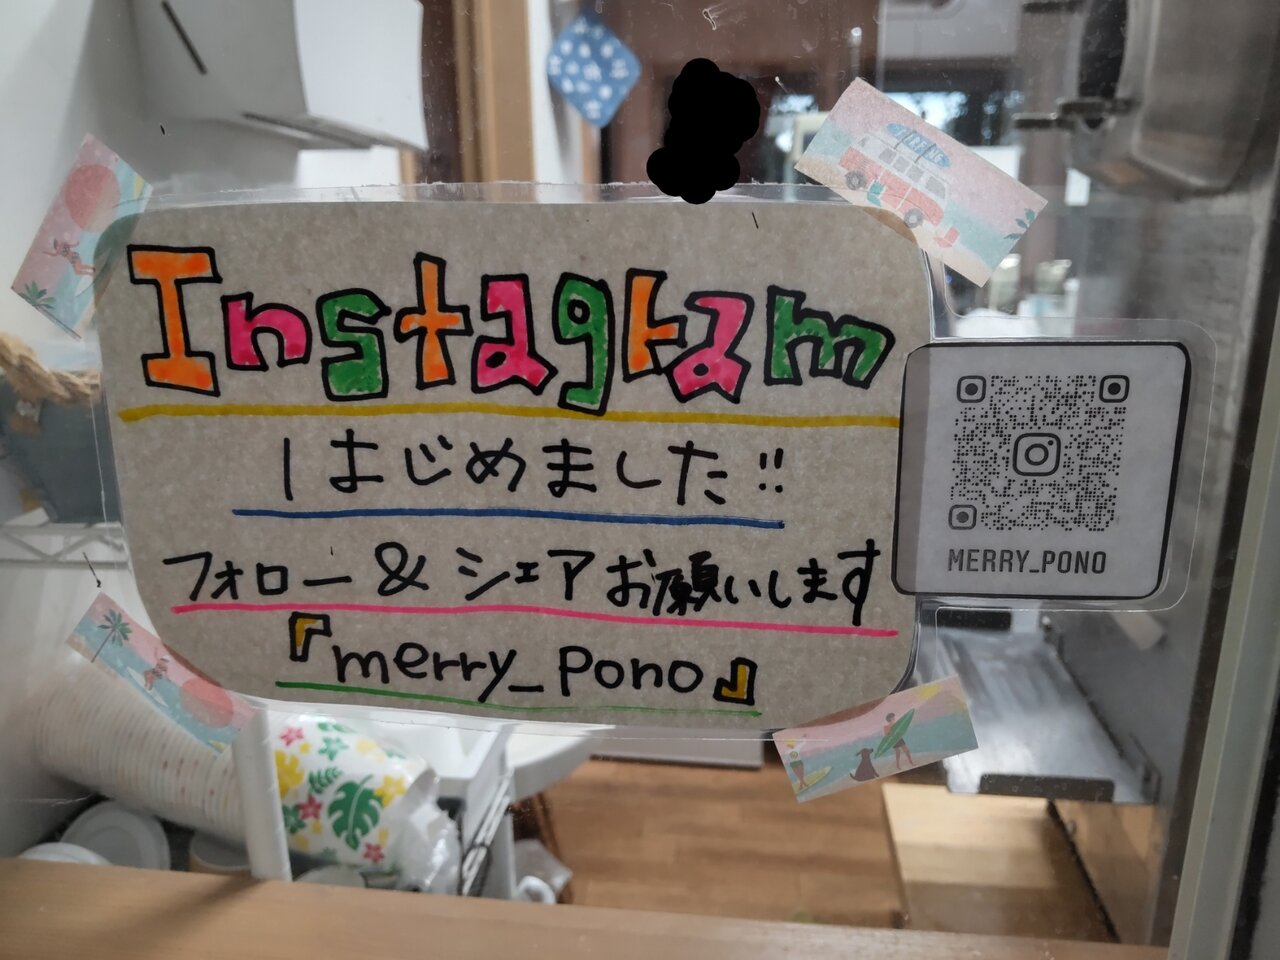 Instagram
はじめました!!
フォロー & シェアお願いします
『merry_pono』
MERRY_PONO
SURFING